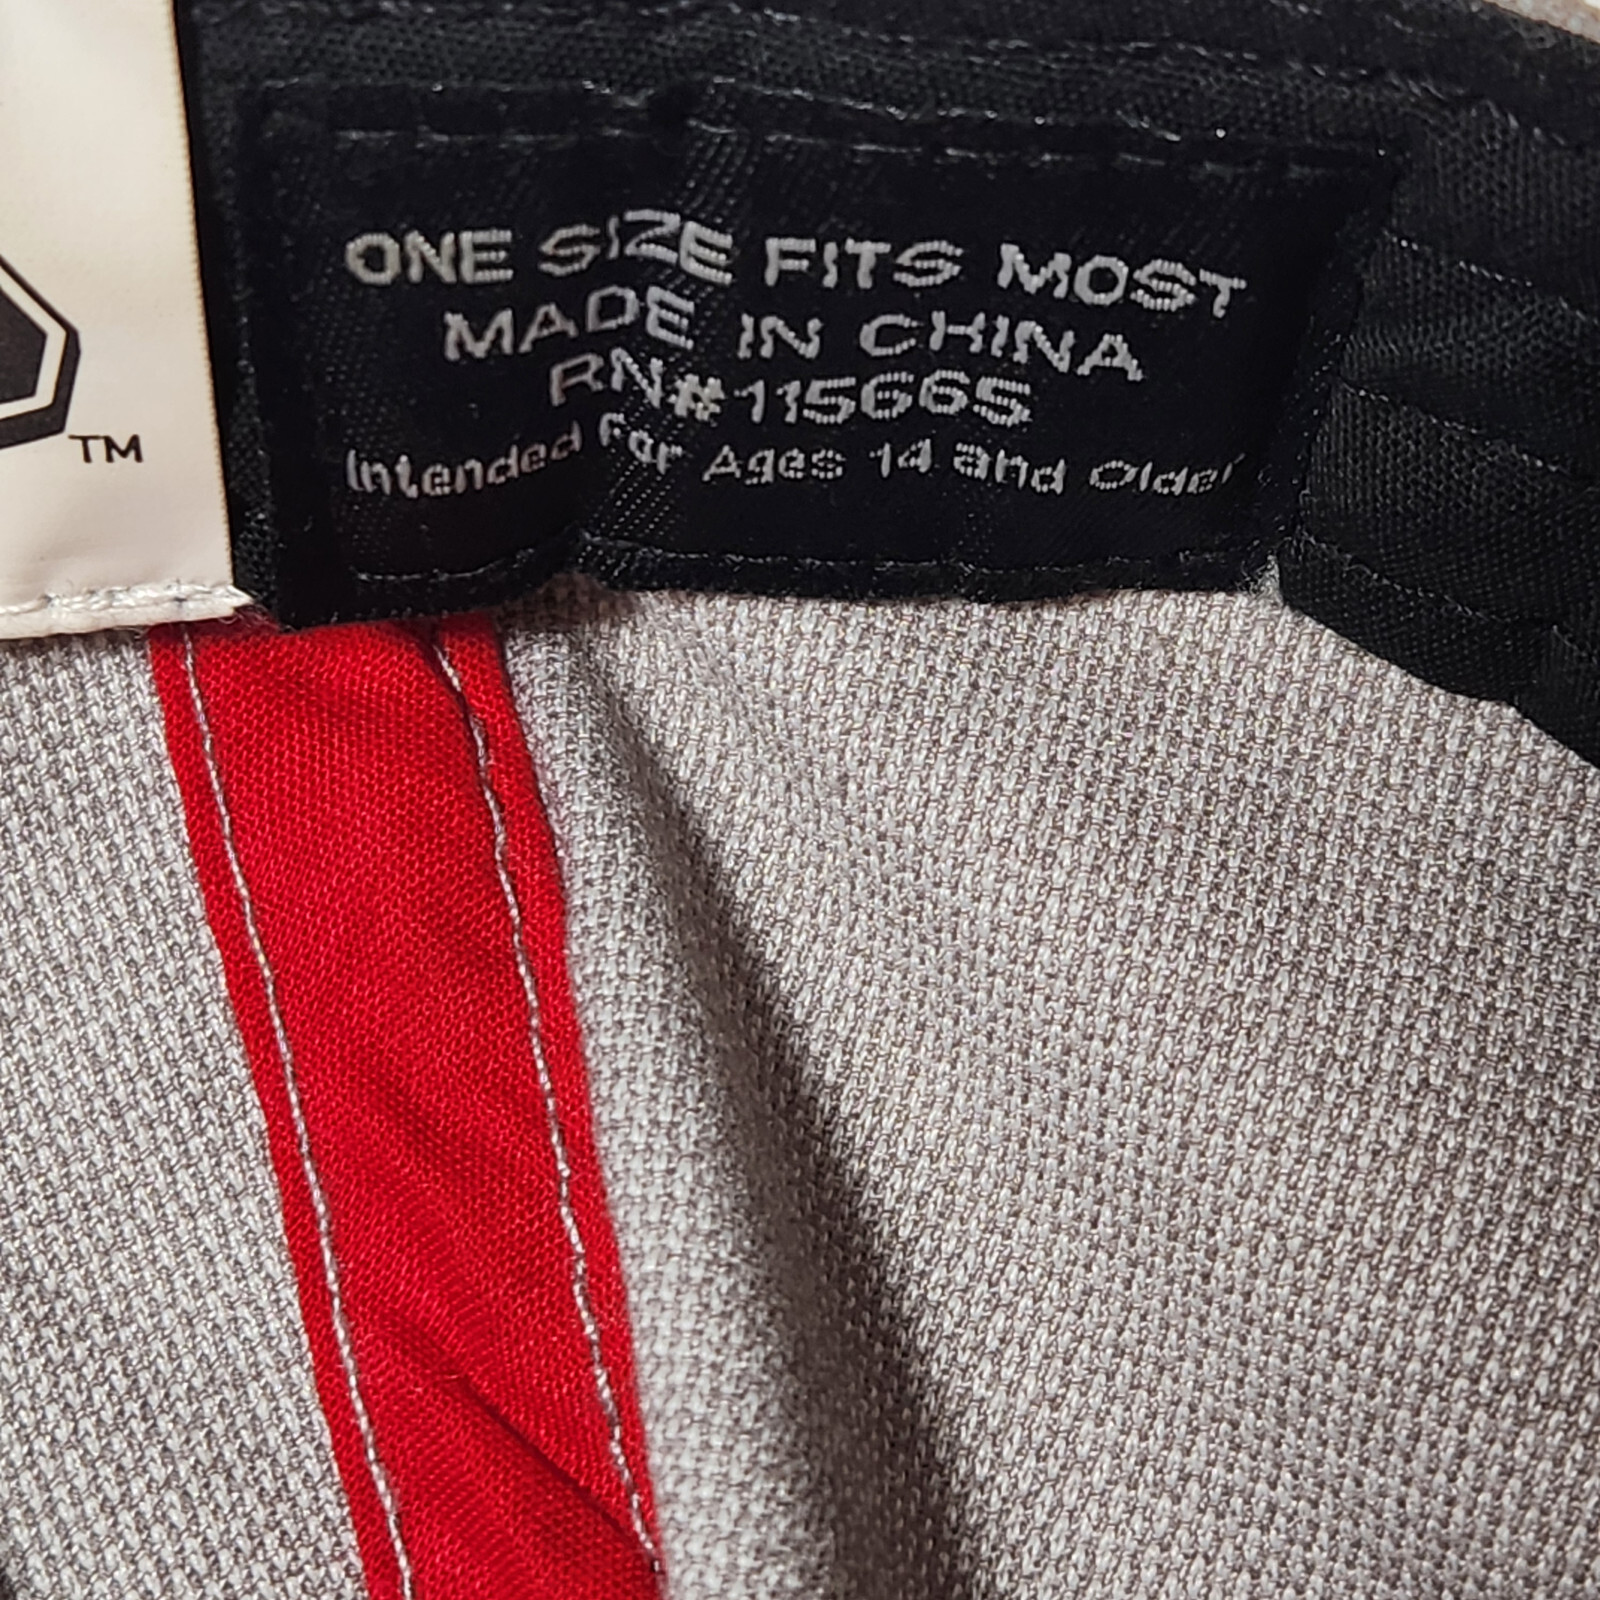 ONE SIZE FITS MOST
MADE IN CHINA
RN#115665
Intended For Ages 14 and Older
TM